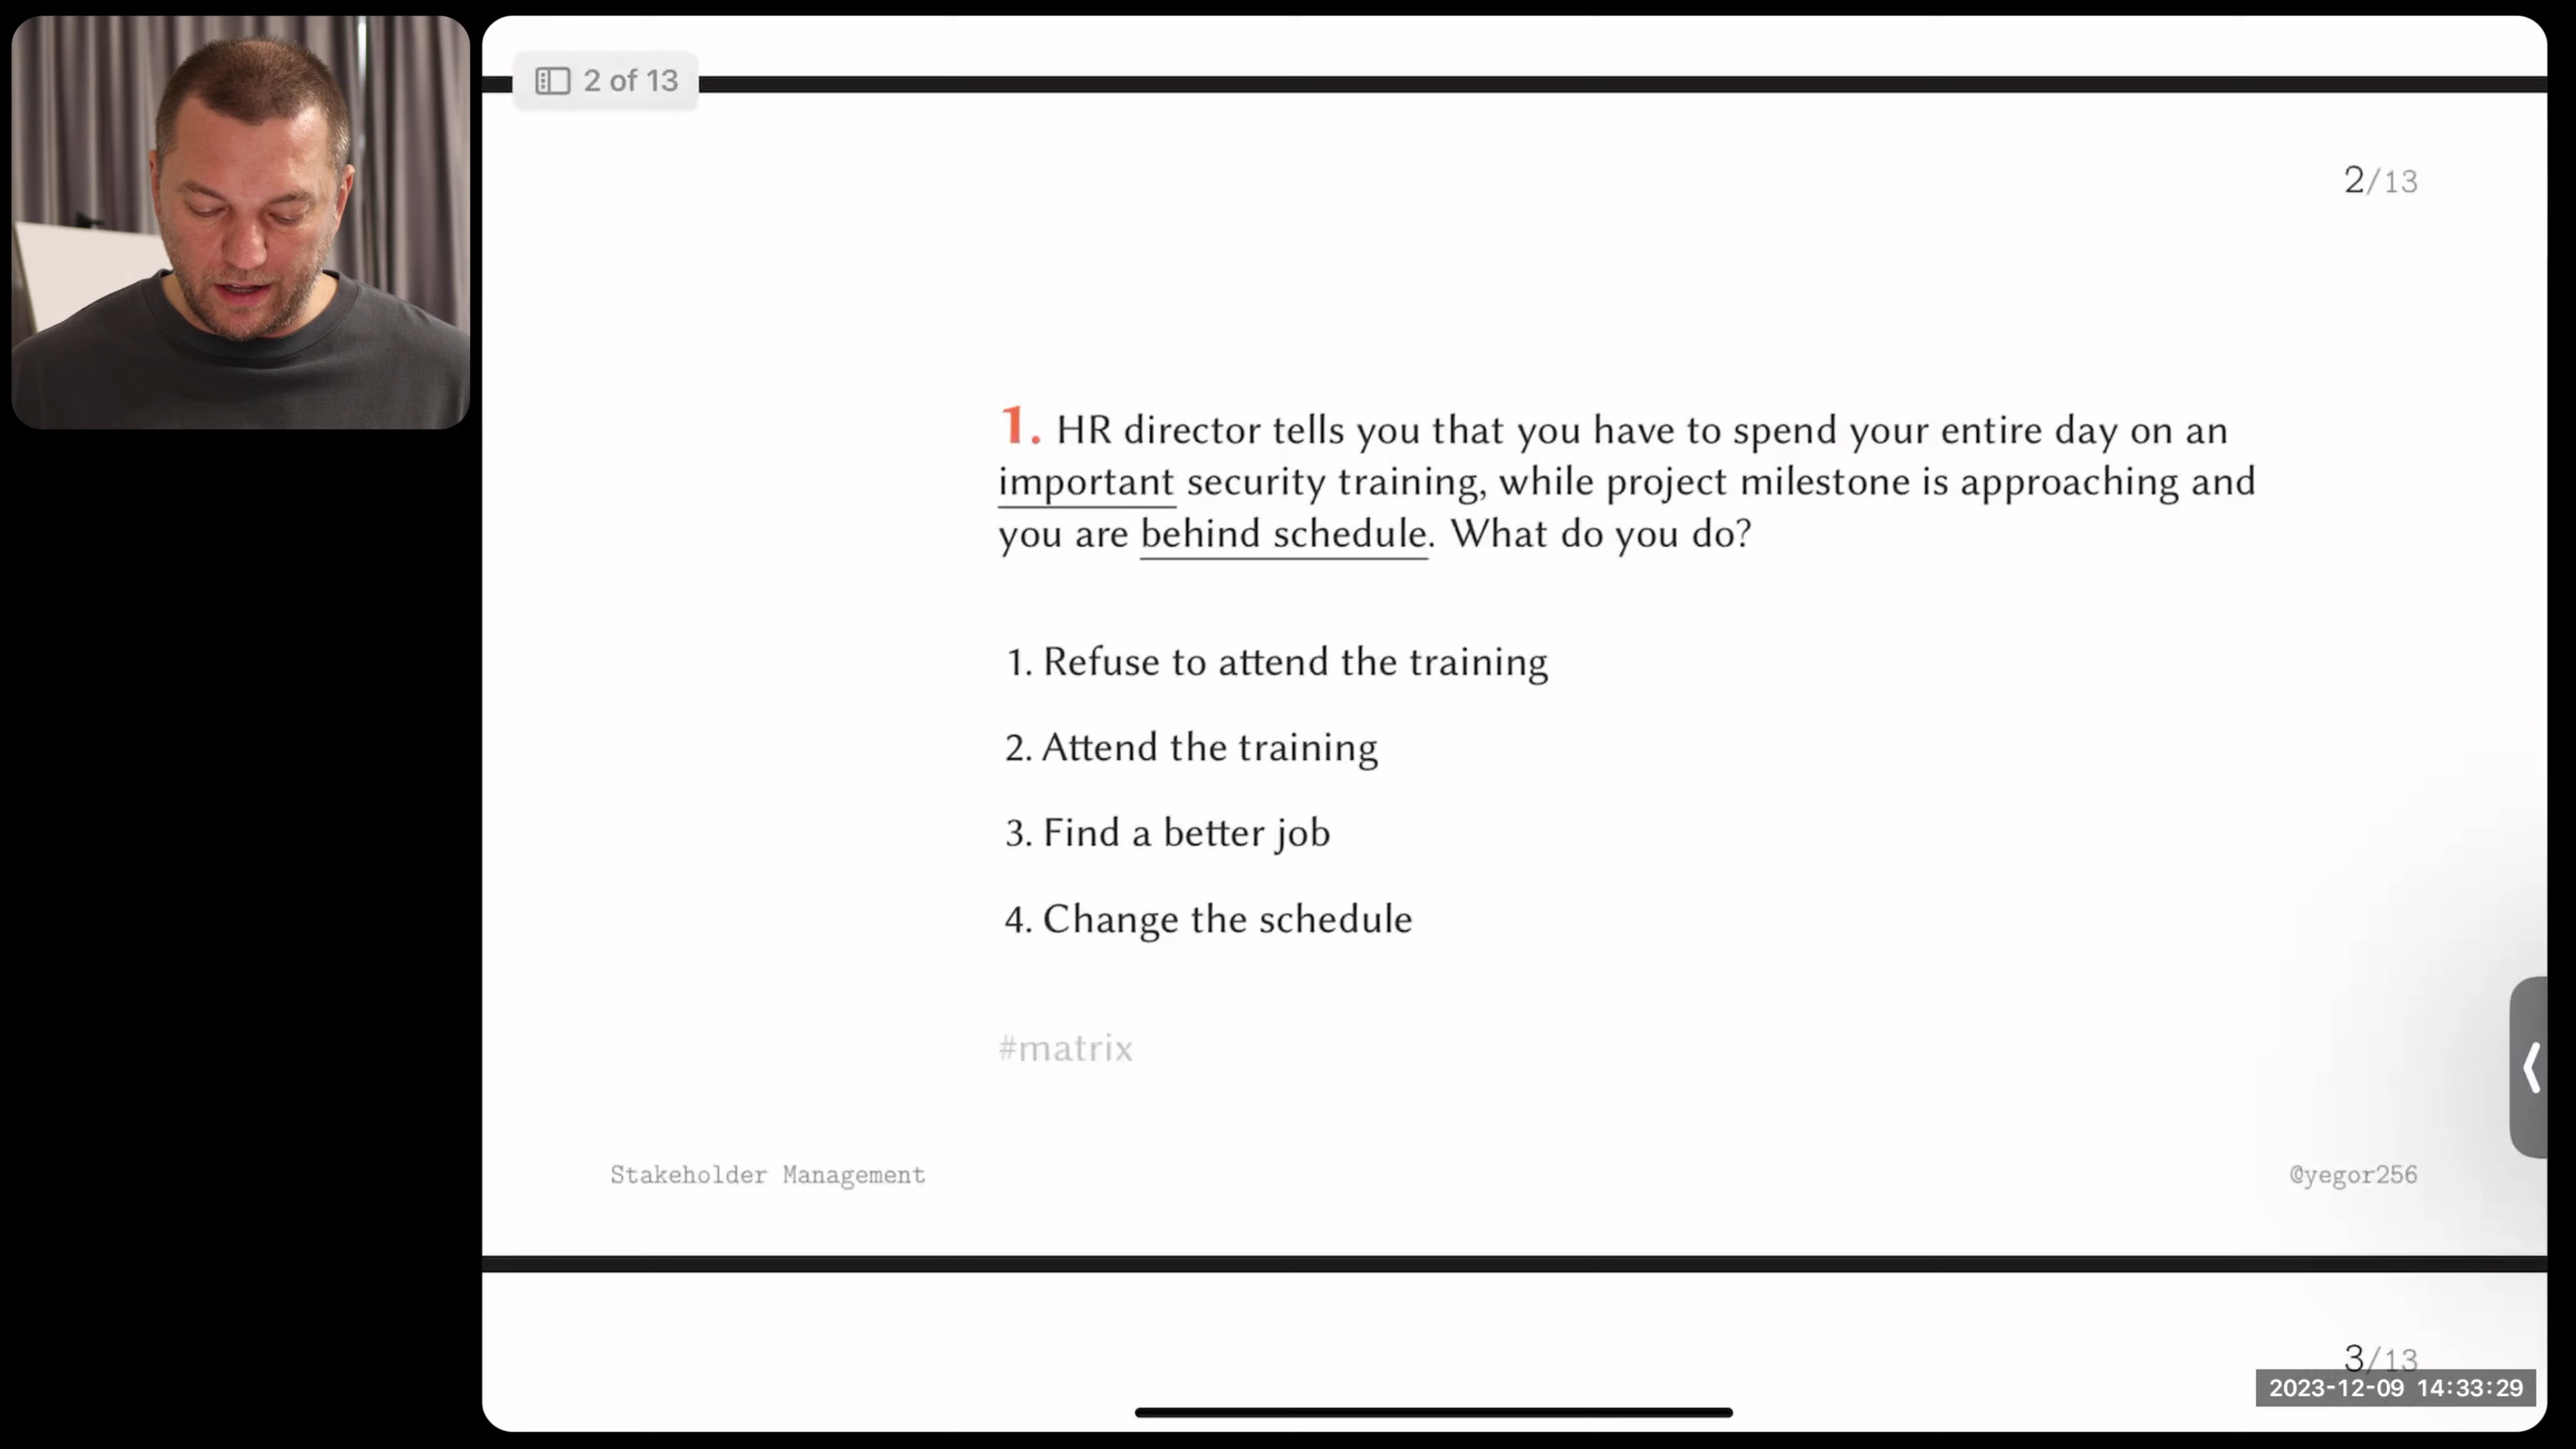 2 of 13
2/13
1. HR director tells you that you have to spend your entire day on an
important security training, while project milestone is approaching and
you are behind schedule. What do you do?
1. Refuse to attend the training
2. Attend the training
3. Find a better job
4. Change the schedule
#matrix
Stakeholder Management
@yegor256
3/13
2023-12-09 14:33:29